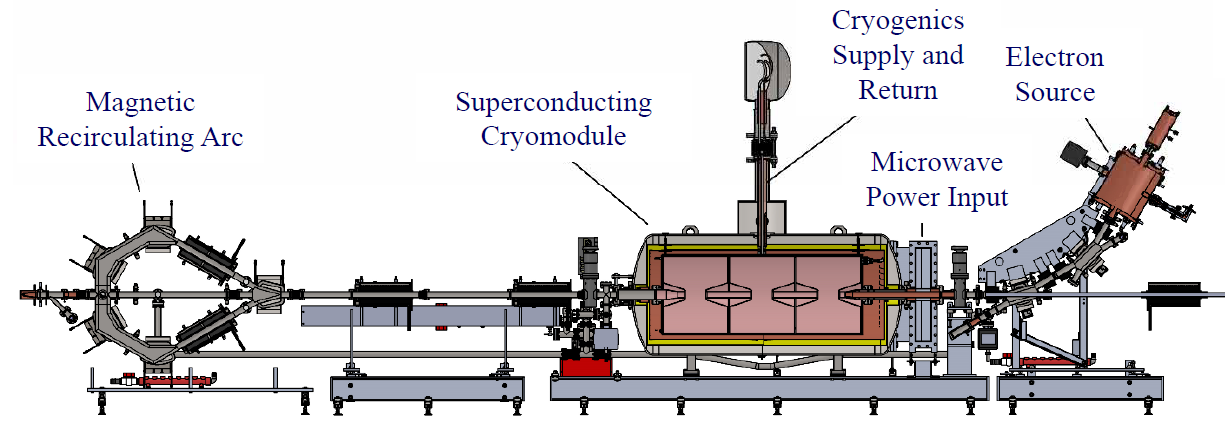 Magnetic
Recirculating Arc
Superconducting
Cryomodule
Cryogenics
Supply and
Return
Microwave
Power Input
Electron
Source